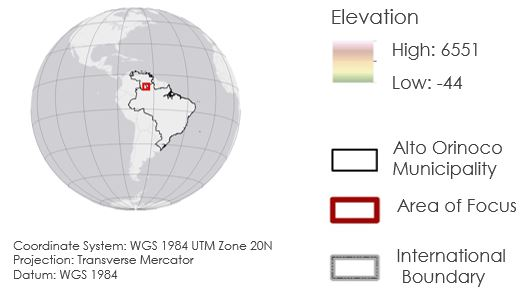 Elevation
High: 6551
Low: -44
Alto Orinoco
Municipality
Area of Focus
International
Boundary
Coordinate System: WGS 1984 UTM Zone 20N
Projection: Transverse Mercator
Datum: WGS 1984